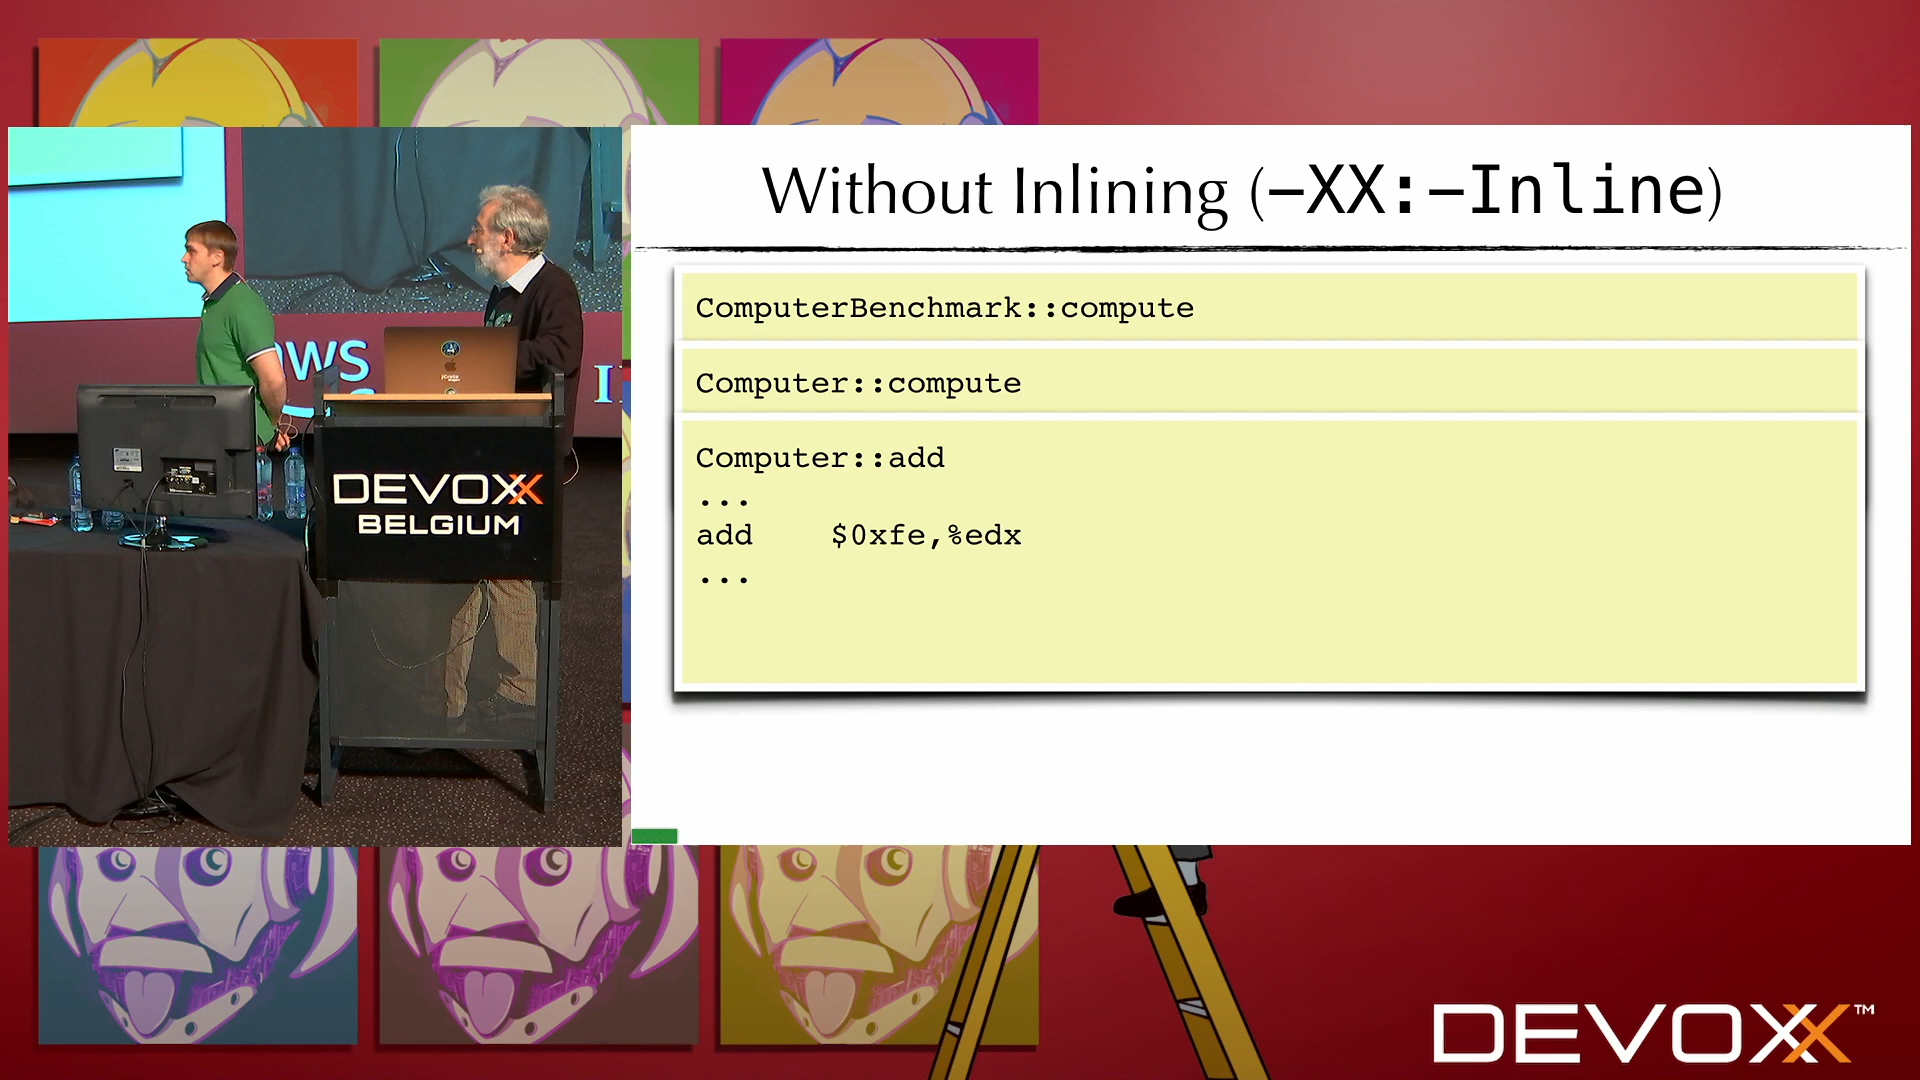 Without Inlining (-XX:-Inline)
ComputerBenchmark::compute
Computer::compute
Computer::add
...
add    $0xfe,%edx
...
DEVOXX
BELGIUM
DEVOXX™